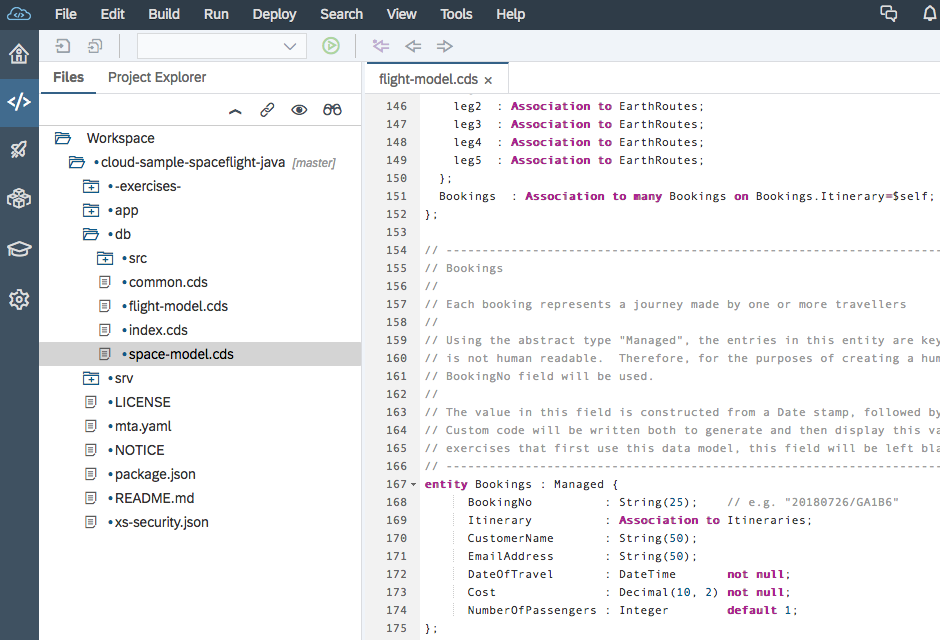 File Edit Build Run Deploy Search View Tools Help
Files Project Explorer
Workspace
cloud-sample-spaceflight-java [master]
-exercises-
app
db
src
common.cds
flight-model.cds
index.cds
space-model.cds
srv
LICENSE
mta.yaml
NOTICE
package.json
README.md
xs-security.json
flight-model.cds ×
146 leg2 : Association to EarthRoutes;
147 leg3 : Association to EarthRoutes;
148 leg4 : Association to EarthRoutes;
149 leg5 : Association to EarthRoutes;
150 };
151 Bookings : Association to many Bookings on Bookings.Itinerary=$self;
152 };
153
154 // ---------------------------------------------------------------------
155 // Bookings
156 //
157 // Each booking represents a journey made by one or more travellers
158 //
159 // Using the abstract type "Managed", the entries in this entity are key
160 // is not human readable.  Therefore, for the purposes of creating a hum
161 // BookingNo field will be used.
162 //
163 // The value in this field is constructed from a Date stamp, followed by
164 // Custom code will be written both to generate and then display this va
165 // exercises that first use this data model, this field will be left bla
166 // ---------------------------------------------------------------------
167 entity Bookings : Managed {
168 BookingNo : String(25); // e.g. "20180726/GA1B6"
169 Itinerary : Association to Itineraries;
170 CustomerName : String(50);
171 EmailAddress : String(50);
172 DateOfTravel : DateTime not null;
173 Cost : Decimal(10, 2) not null;
174 NumberOfPassengers : Integer default 1;
175 };